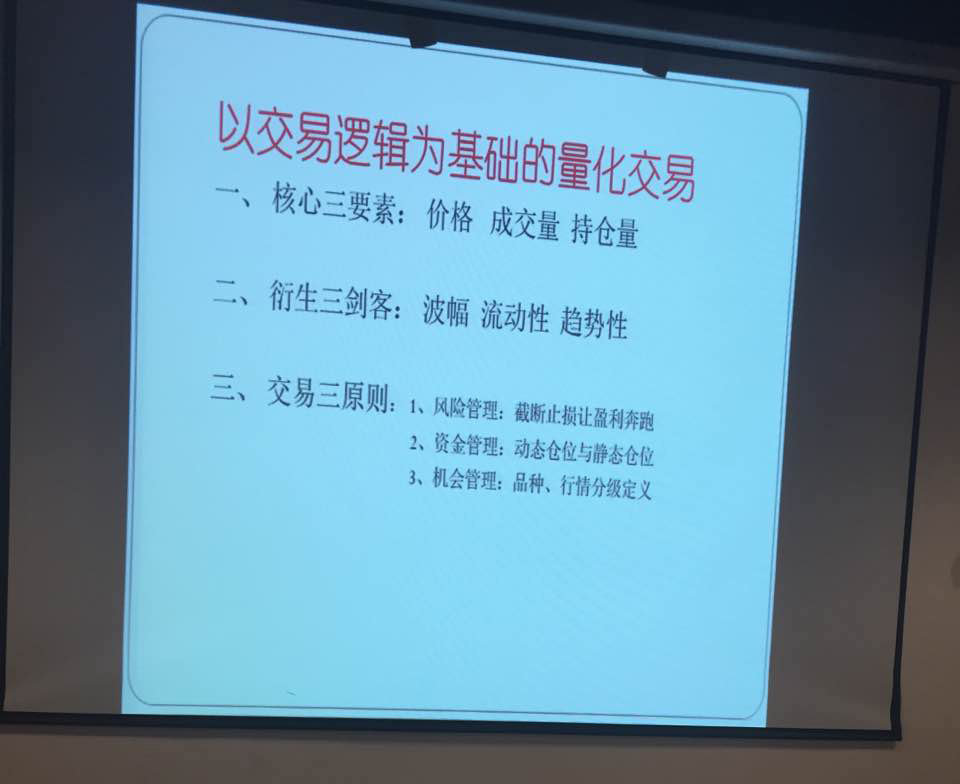 以交易逻辑为基础的量化交易
一、 核心三要素： 价格 成交量 持仓量
二、 衍生三剑客： 波幅 流动性 趋势性
三、 交易三原则：1、风险管理：截断止损让盈利奔跑
2、资金管理：动态仓位与静态仓位
3、机会管理：品种、行情分级定义